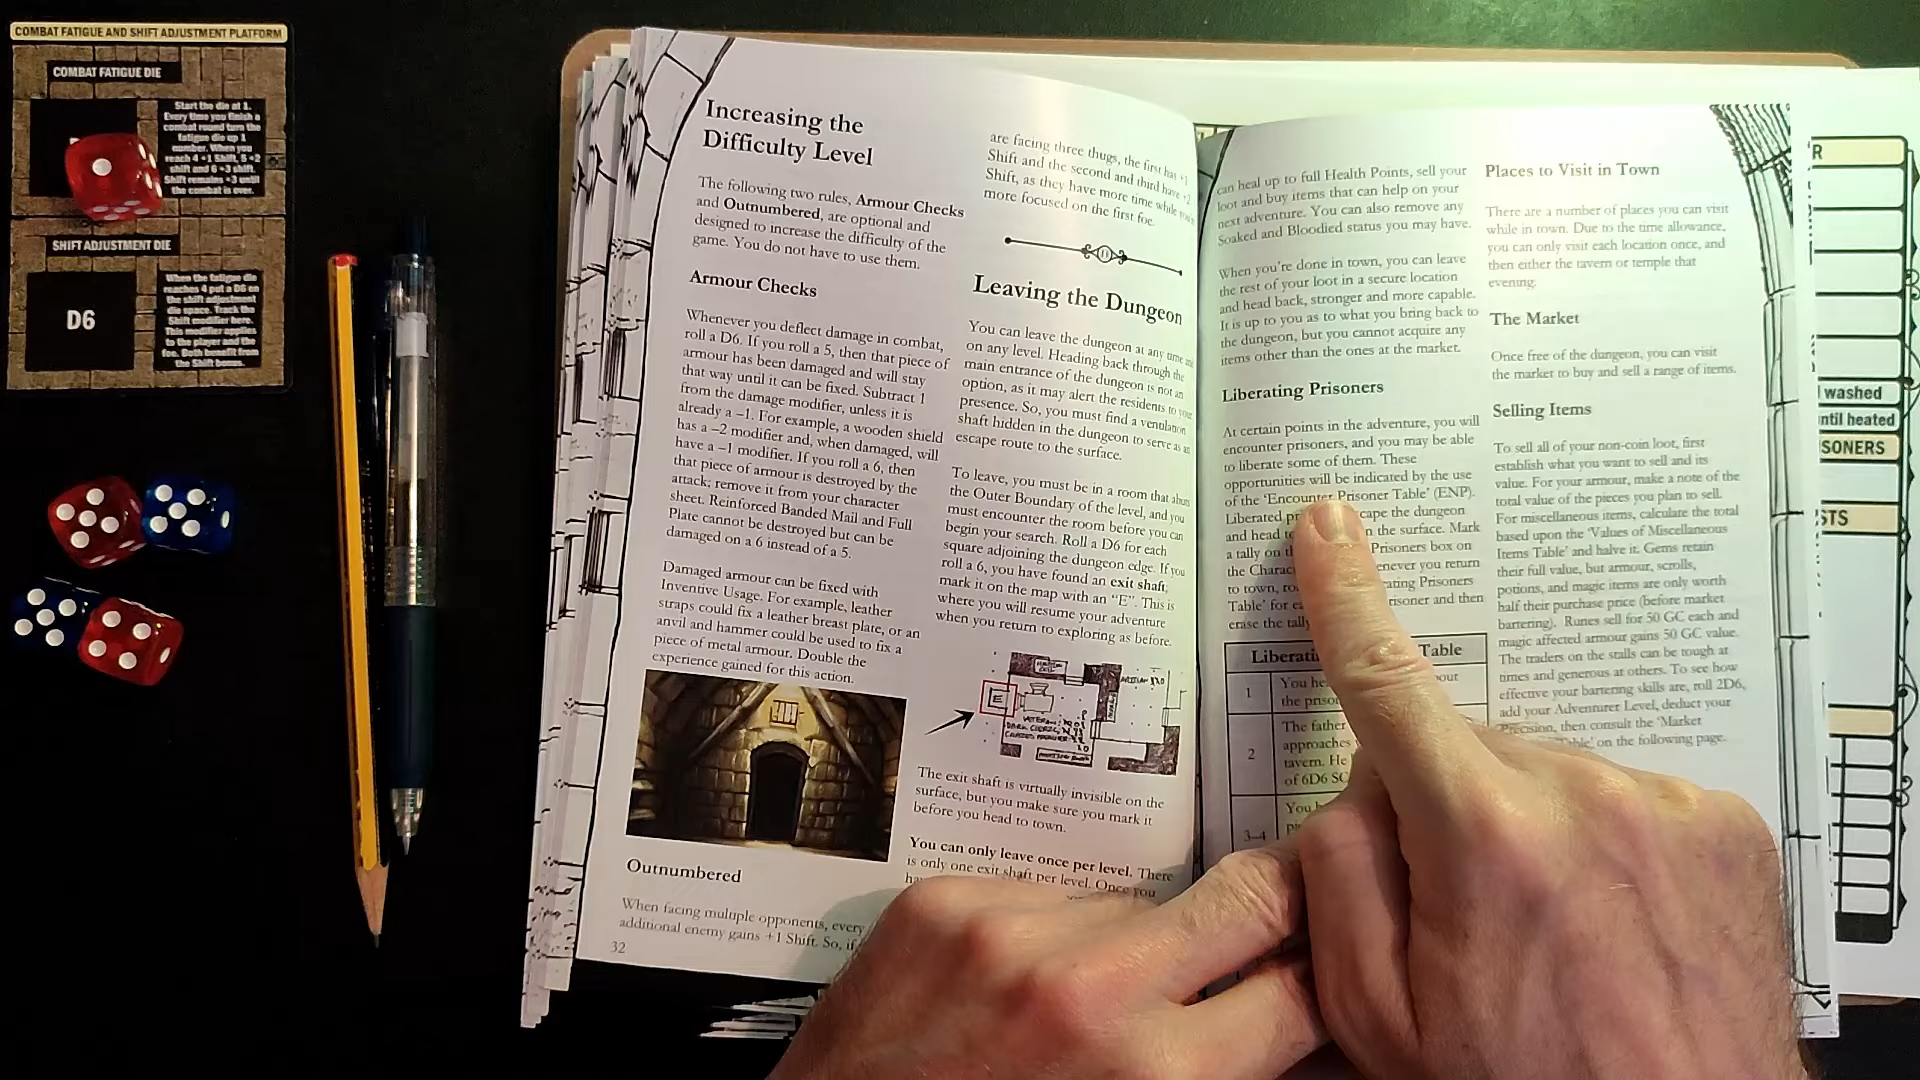 COMBAT FATIGUE AND SHIFT ADJUSTMENT PLATFORM
COMBAT FATIGUE DIE
Start the die at 1.
Every time you finish a
combat round turn the
fatigue die up 1
number. When you
reach 4 +1 Shift, 5 +2
shift and 6 +3 shift.
Shift remains +3 until
the combat is over.
SHIFT ADJUSTMENT DIE
D6
When the fatigue die
reaches 4 put a D6 on
the shift adjustment
die space. Track the
Shift modifier here.
This modifier applies
to the player and the
foe. Both benefit from
the Shift bonus.
Increasing the
Difficulty Level
The following two rules, Armour Checks
and Outnumbered, are optional and
designed to increase the difficulty of the
game. You do not have to use them.
Armour Checks
Whenever you deflect damage in combat,
roll a D6. If you roll a 5, then that piece of
armour has been damaged and will stay
that way until it can be fixed. Subtract 1
from the damage modifier, unless it is
already a –1. For example, a wooden shield
has a –2 modifier and, when damaged, will
have a –1 modifier. If you roll a 6, then
that piece of armour is destroyed by the
attack; remove it from your character
sheet. Reinforced Banded Mail and Full
Plate cannot be destroyed but can be
damaged on a 6 instead of a 5.
Damaged armour can be fixed with
Inventive Usage. For example, leather
straps could fix a leather breast plate, or an
anvil and hammer could be used to fix a
piece of metal armour. Double the
experience gained for this action.
Outnumbered
When facing multiple opponents, every
additional enemy gains +1 Shift. So, if
32
are facing three thugs, the first has +1
Shift and the second and third have +2
Shift, as they have more time while
more focused on the first foe.
Leaving the Dungeon
You can leave the dungeon at any time
on any level. Heading back through the
main entrance of the dungeon is not an
option, as it may alert the residents to your
presence. So, you must find a ventilation
shaft hidden in the dungeon to serve as an
escape route to the surface.
To leave, you must be in a room that abuts
the Outer Boundary of the level, and you
must encounter the room before you can
begin your search. Roll a D6 for each
square adjoining the dungeon edge. If you
roll a 6, you have found an exit shaft;
mark it on the map with an “E”. This is
where you will resume your adventure
when you return to exploring as before.
E
The exit shaft is virtually invisible on the
surface, but you make sure you mark it
before you head to town.
You can only leave once per level. There
is only one exit shaft per level. Once you
can heal up to full Health Points, sell your
loot and buy items that can help on your
next adventure. You can also remove any
Soaked and Bloodied status you may have.
When you’re done in town, you can leave
the rest of your loot in a secure location
and head back, stronger and more capable.
It is up to you as to what you bring back to
the dungeon, but you cannot acquire any
items other than the ones at the market.
Liberating Prisoners
At certain points in the adventure, you will
encounter prisoners, and you may be able
to liberate some of them. These
opportunities will be indicated by the use
of the ‘Encounter Prisoner Table’ (ENP).
Liberated cape the dungeon
and head the surface. Mark
a tally on Prisoners box on
the Charac enever you return
to town, rating Prisoners
Table’ for risoner and then
erase the tally
Liberati Table
1 You he out
the priso
2 The father
approaches
tavern. He
of 6D6 SC
3–4 You
Places to Visit in Town
There are a number of places you can visit
while in town. Due to the time allowance,
you can only visit each location once, and
then either the tavern or temple that
evening.
The Market
Once free of the dungeon, you can visit
the market to buy and sell a range of items.
Selling Items
To sell all of your non-coin loot, first
establish what you want to sell and its
value. For your armour, make a note of the
total value of the pieces you plan to sell.
For miscellaneous items, calculate the total
based upon the ‘Values of Miscellaneous
Items Table’ and halve it. Gems retain
their full value, but armour, scrolls,
potions, and magic items are only worth
half their purchase price (before market
bartering). Runes sell for 50 GC each and
magic affected armour gains 50 GC value.
The traders on the stalls can be tough at
times and generous at others. To see how
effective your bartering skills are, roll 2D6,
add your Adventurer Level, deduct your
Precision, then consult the ‘Market
Table’ on the following page.
R
washed
ntil heated
SONERS
STS